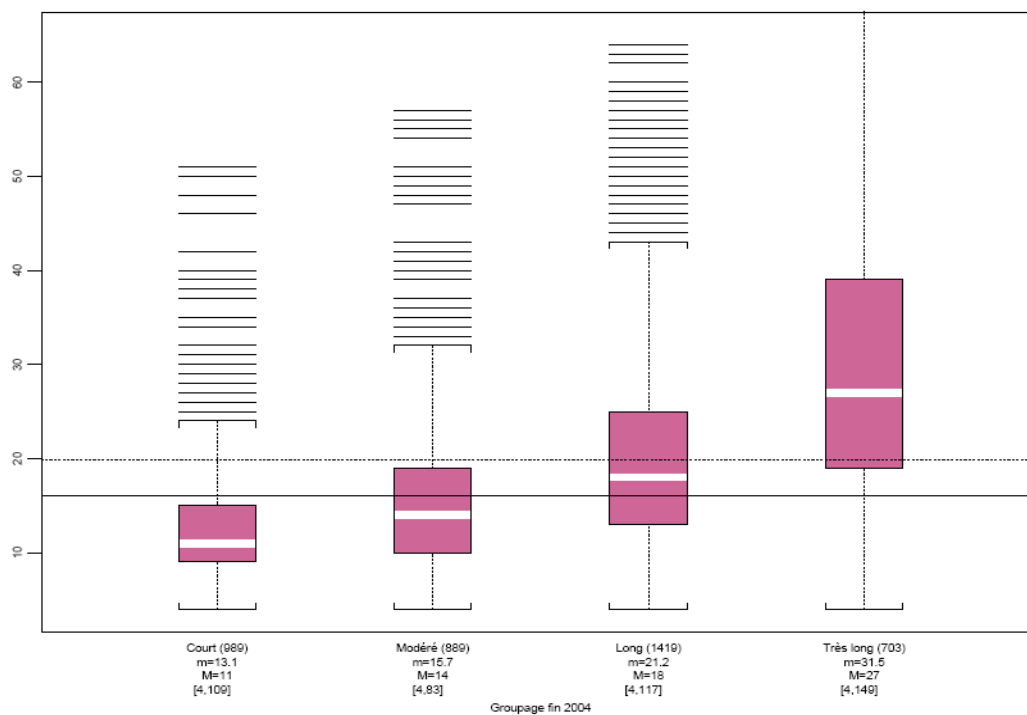 60
50
40
30
20
10
Court (989) Modéré (889) Long (1419) Très long (703)
m=13.1 m=15.7 m=21.2 m=31.5
M=11 M=14 M=18 M=27
[4,109] [4,83] [4,117] [4,149]
Groupage fin 2004